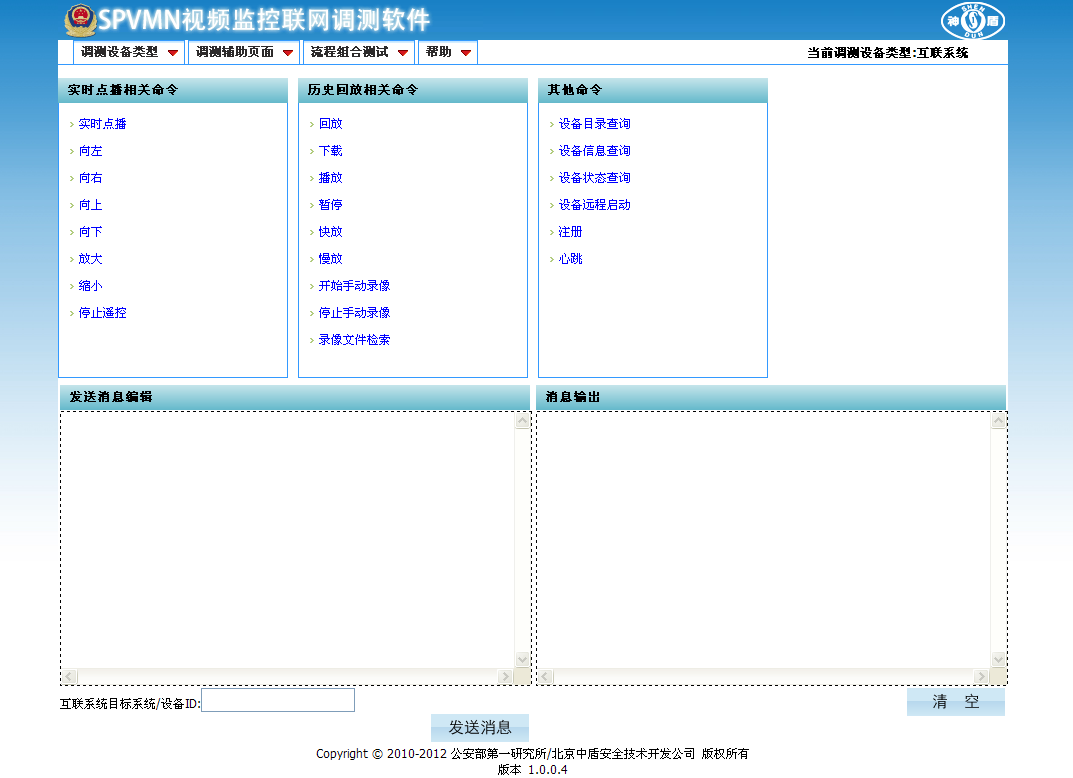 SPVMN视频监控联网调测软件
神 SHEN DUN 盾
调测设备类型 调测辅助页面 流程组合测试 帮助 当前调测设备类型:互联系统
实时点播相关命令
实时点播
向左
向右
向上
向下
放大
缩小
停止遥控
历史回放相关命令
回放
下载
播放
暂停
快放
慢放
开始手动录像
停止手动录像
录像文件检索
其他命令
设备目录查询
设备信息查询
设备状态查询
设备远程启动
注册
心跳
发送消息编辑
消息输出
互联系统目标系统/设备ID:
清 空
发送消息
Copyright © 2010-2012 公安部第一研究所/北京中盾安全技术开发公司 版权所有
版本 1.0.0.4